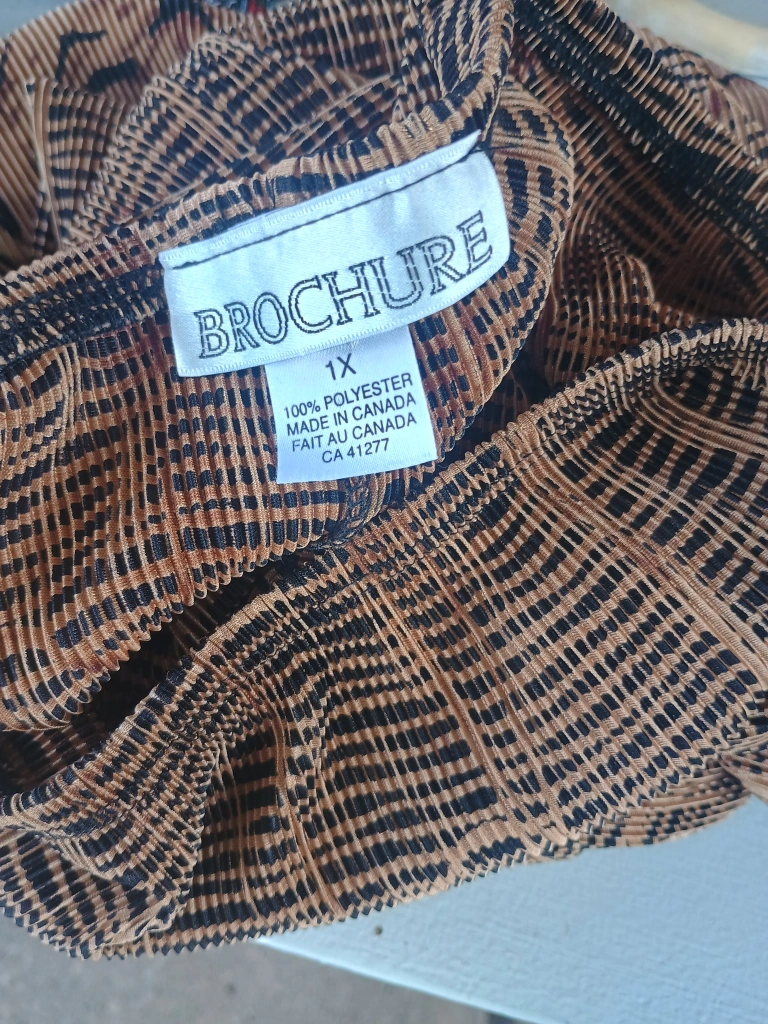 BROCHURE
1X
100% POLYESTER
MADE IN CANADA
FAIT AU CANADA
CA 41277